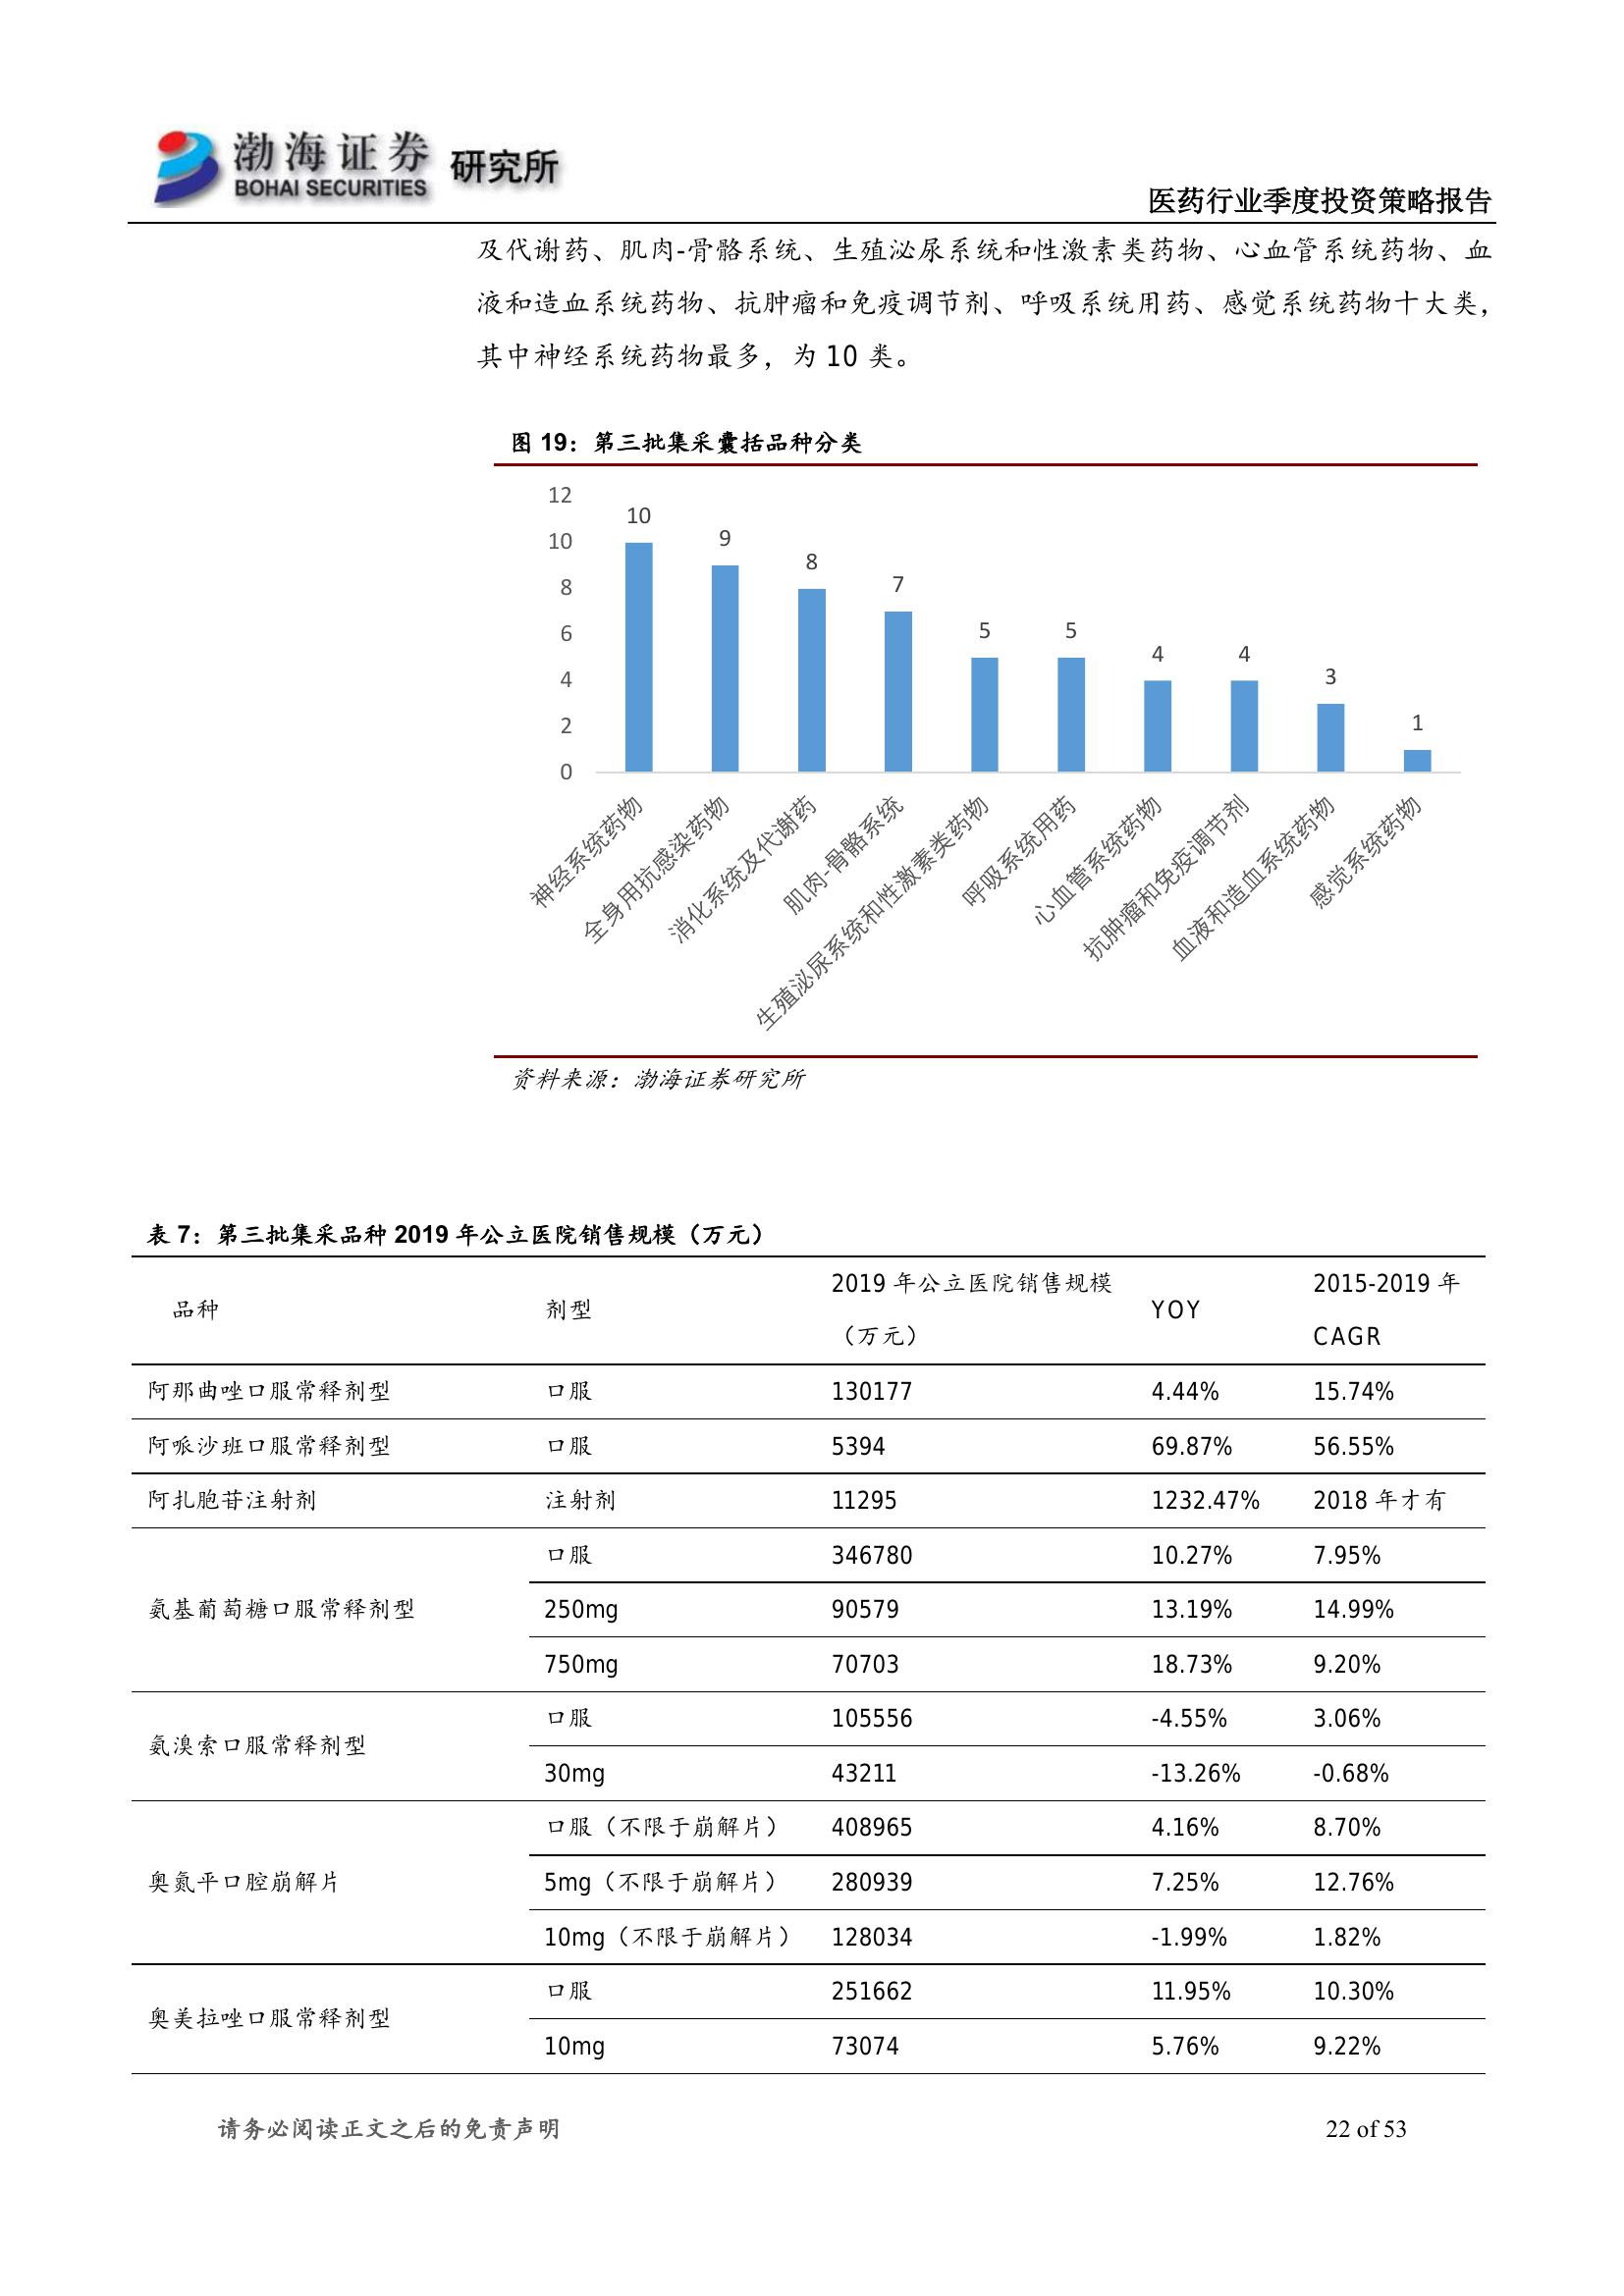 渤海证券 研究所
BOHAI SECURITIES
医药行业季度投资策略报告
及代谢药、肌肉-骨骼系统、生殖泌尿系统和性激素类药物、心血管系统药物、血
液和造血系统药物、抗肿瘤和免疫调节剂、呼吸系统用药、感觉系统药物十大类，
其中神经系统药物最多，为 10 类。
图 19：第三批集采囊括品种分类
12
10
8
6
4
2
0
10
9
8
7
5
5
4
4
3
1
神经系统药物
全身用抗感染药物
消化系统及代谢药
肌肉-骨骼系统
生殖泌尿系统和性激素类药物
呼吸系统用药
心血管系统药物
抗肿瘤和免疫调节剂
血液和造血系统药物
感觉系统药物
资料来源：渤海证券研究所
表 7：第三批集采品种 2019 年公立医院销售规模（万元）
品种 剂型 2019 年公立医院销售规模（万元） YOY 2015-2019 年 CAGR
阿那曲唑口服常释剂型 口服 130177 4.44% 15.74%
阿哌沙班口服常释剂型 口服 5394 69.87% 56.55%
阿扎胞苷注射剂 注射剂 11295 1232.47% 2018 年才有
氨基葡萄糖口服常释剂型 口服 346780 10.27% 7.95%
250mg 90579 13.19% 14.99%
750mg 70703 18.73% 9.20%
氨溴索口服常释剂型 口服 105556 -4.55% 3.06%
30mg 43211 -13.26% -0.68%
奥氮平口腔崩解片 口服（不限于崩解片） 408965 4.16% 8.70%
5mg（不限于崩解片） 280939 7.25% 12.76%
10mg（不限于崩解片） 128034 -1.99% 1.82%
奥美拉唑口服常释剂型 口服 251662 11.95% 10.30%
10mg 73074 5.76% 9.22%
请务必阅读正文之后的免责声明 22 of 53